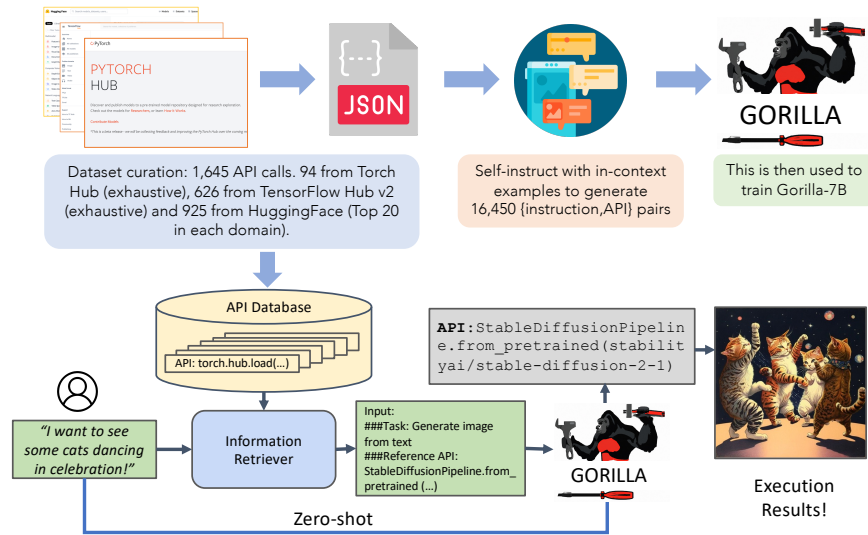 PyTorch
PYTORCH
HUB
{...}
JSON
GORILLA
Dataset curation: 1,645 API calls. 94 from Torch
Hub (exhaustive), 626 from TensorFlow Hub v2
(exhaustive) and 925 from HuggingFace (Top 20
in each domain).
Self-instruct with in-context
examples to generate
16,450 {instruction,API} pairs
This is then used to
train Gorilla-7B
API Database
API: torch.hub.load(…)
API:StableDiffusionPipelin
e.from_pretrained(stabilit
yai/stable-diffusion-2-1)
“I want to see
some cats dancing
in celebration!”
Information
Retriever
Input:
###Task: Generate image
from text
###Reference API:
StableDiffusionPipeline.from_
pretrained (…)
GORILLA
Execution
Results!
Zero-shot